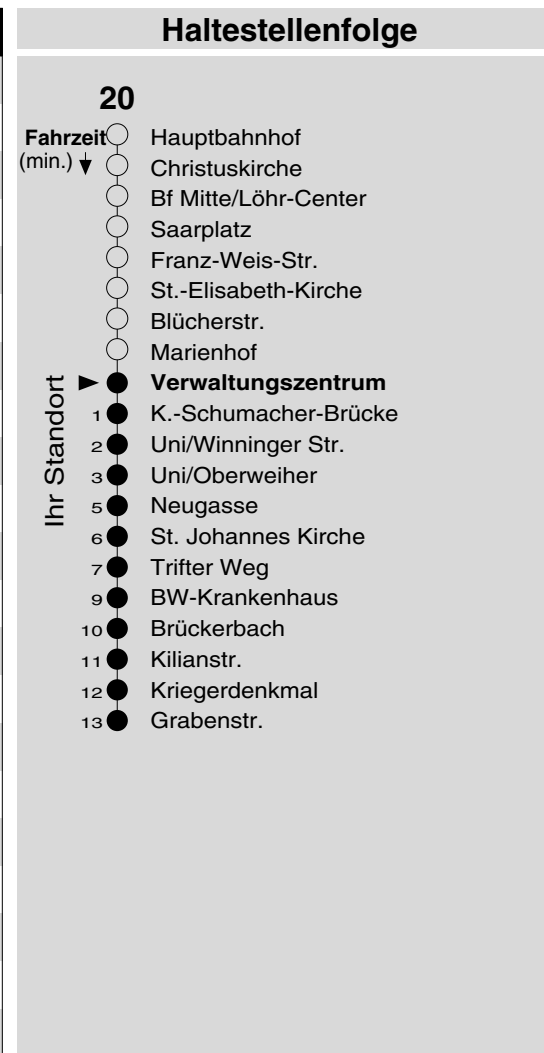 Haltestellenfolge
20
Fahrzeit
(min.)
Hauptbahnhof
Christuskirche
Bf Mitte/Löhr-Center
Saarplatz
Franz-Weis-Str.
St.-Elisabeth-Kirche
Blücherstr.
Marienhof
Ihr Standort
Verwaltungszentrum
1 K.-Schumacher-Brücke
2 Uni/Winninger Str.
3 Uni/Oberweiher
5 Neugasse
6 St. Johannes Kirche
7 Trifter Weg
9 BW-Krankenhaus
10 Brückerbach
11 Kilianstr.
12 Kriegerdenkmal
13 Grabenstr.